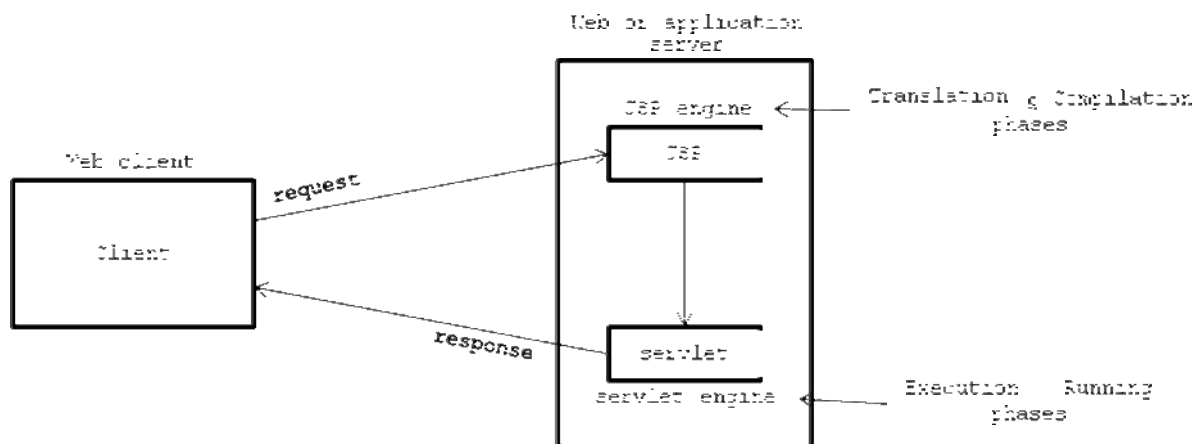 Web or application
server
JSP engine
Translation & Compilation
phases
JSP
Web client
request
Client
response
servlet
servlet engine
Execution Running
phases